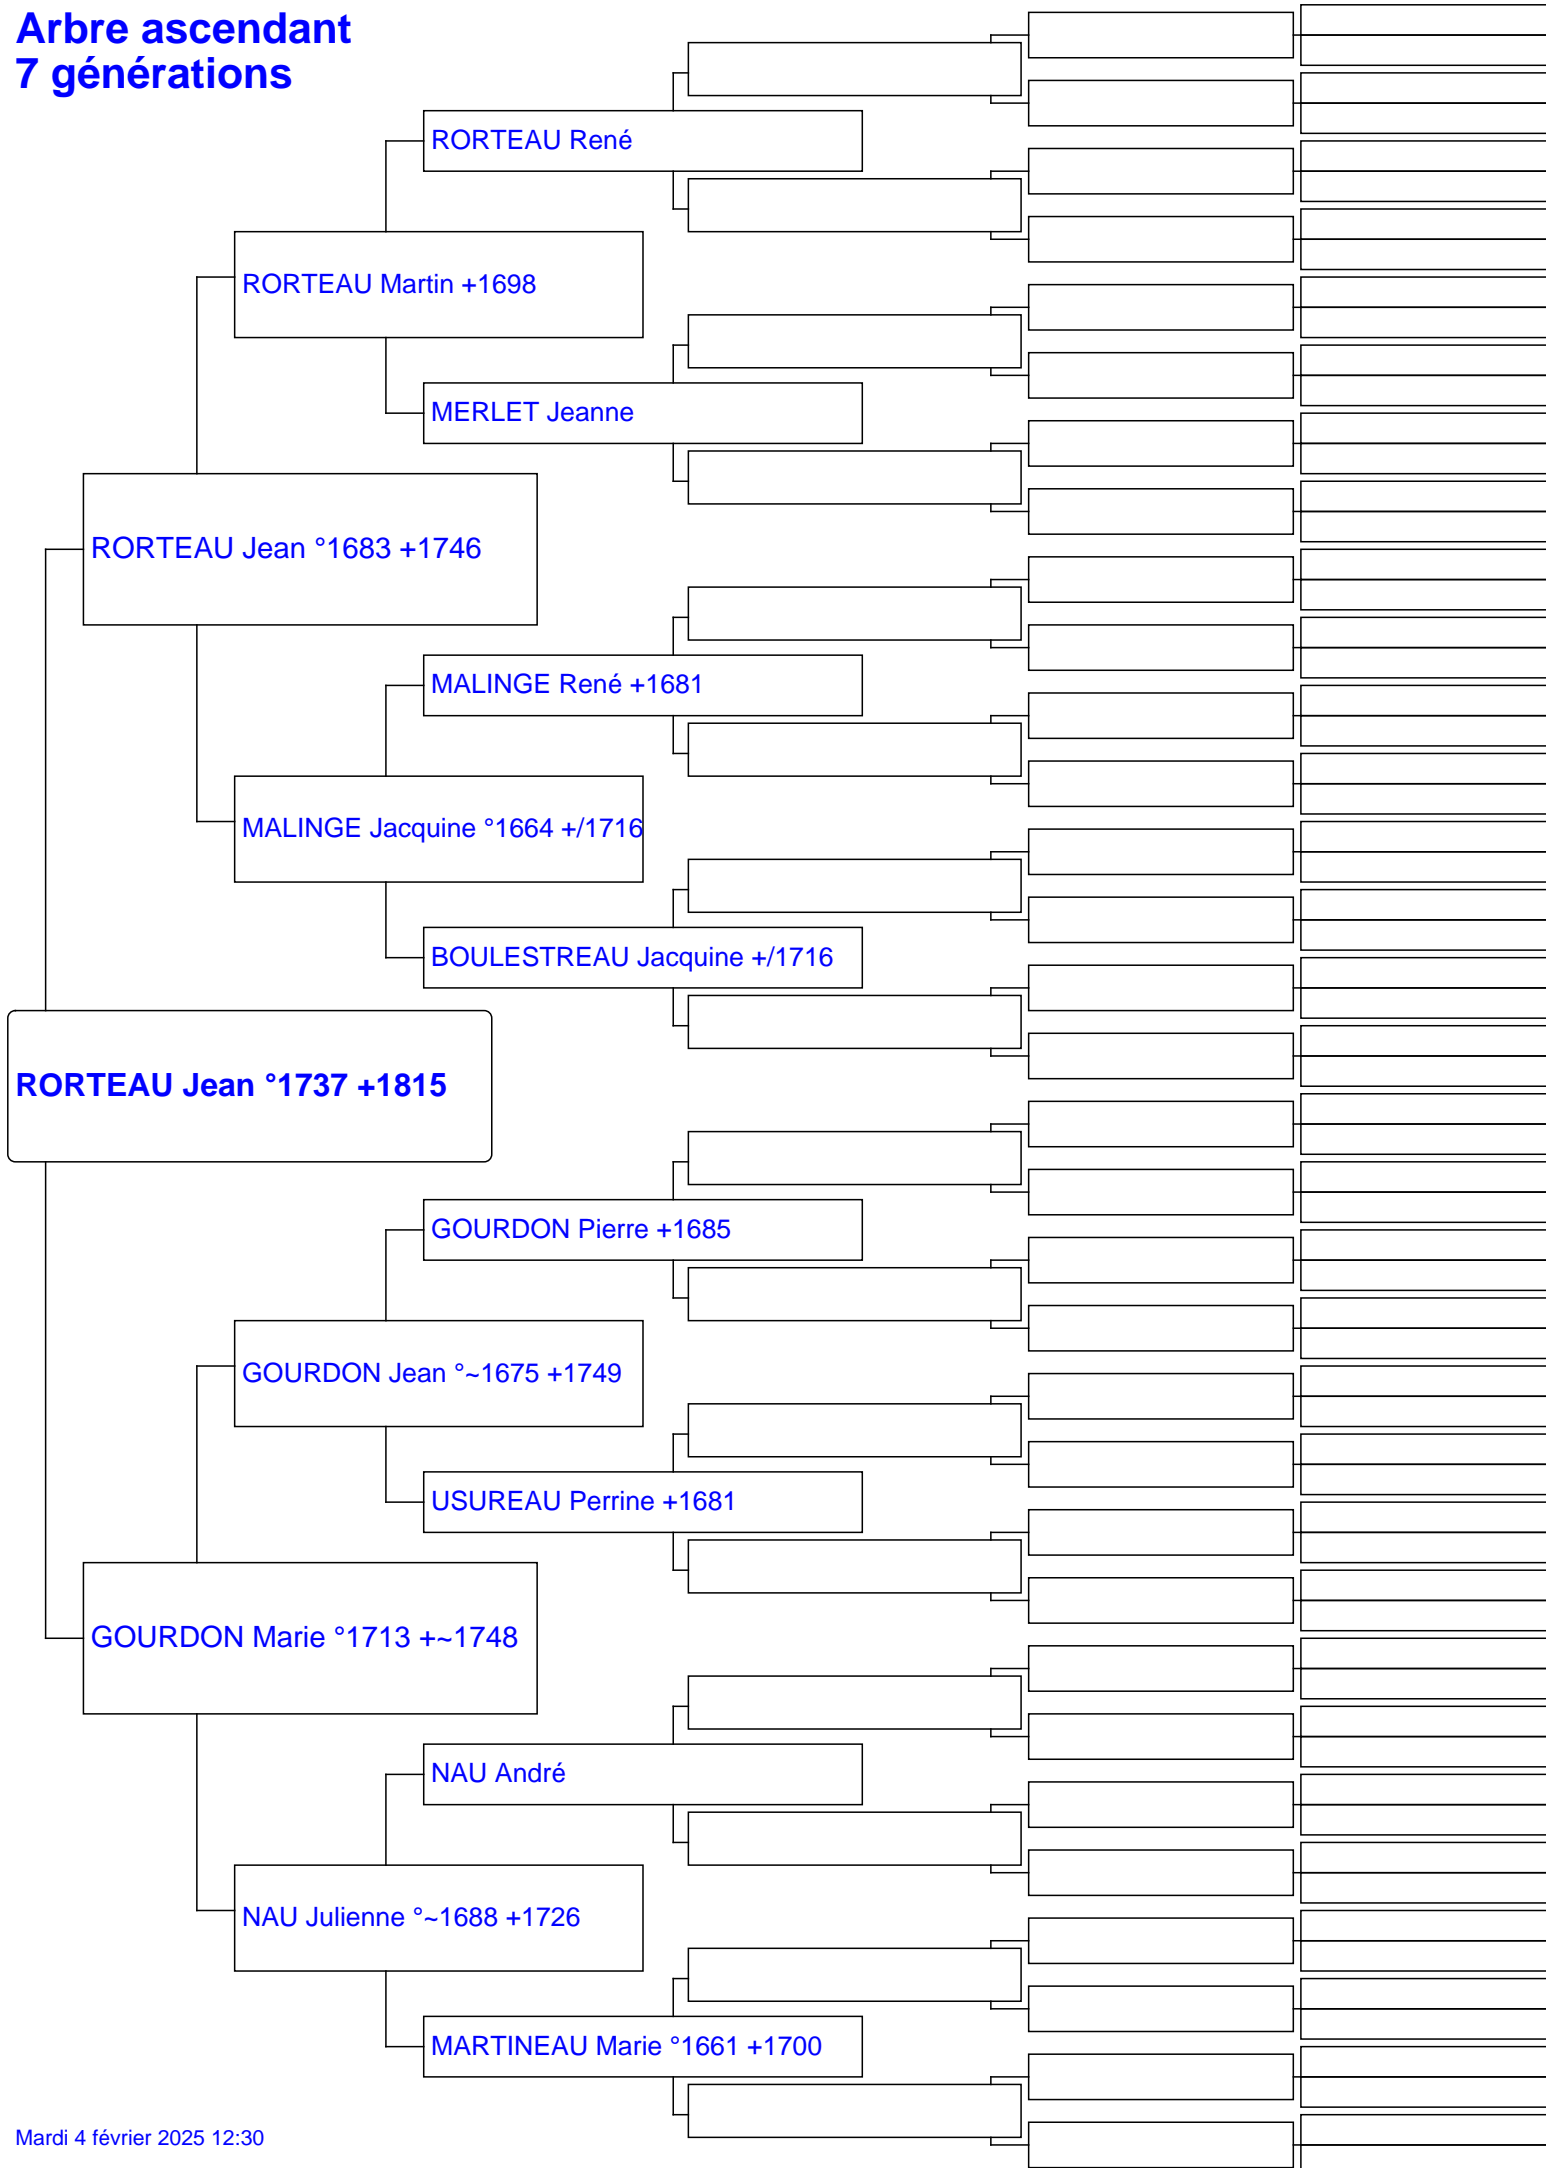 Arbre ascendant
7 générations
RORTEAU René
RORTEAU Martin +1698
MERLET Jeanne
RORTEAU Jean °1683 +1746
MALINGE René +1681
MALINGE Jacquine °1664 +/1716
BOULESTREAU Jacquine +/1716
RORTEAU Jean °1737 +1815
GOURDON Pierre +1685
GOURDON Jean °~1675 +1749
USUREAU Perrine +1681
GOURDON Marie °1713 +~1748
NAU André
NAU Julienne °~1688 +1726
MARTINEAU Marie °1661 +1700
Mardi 4 février 2025 12:30